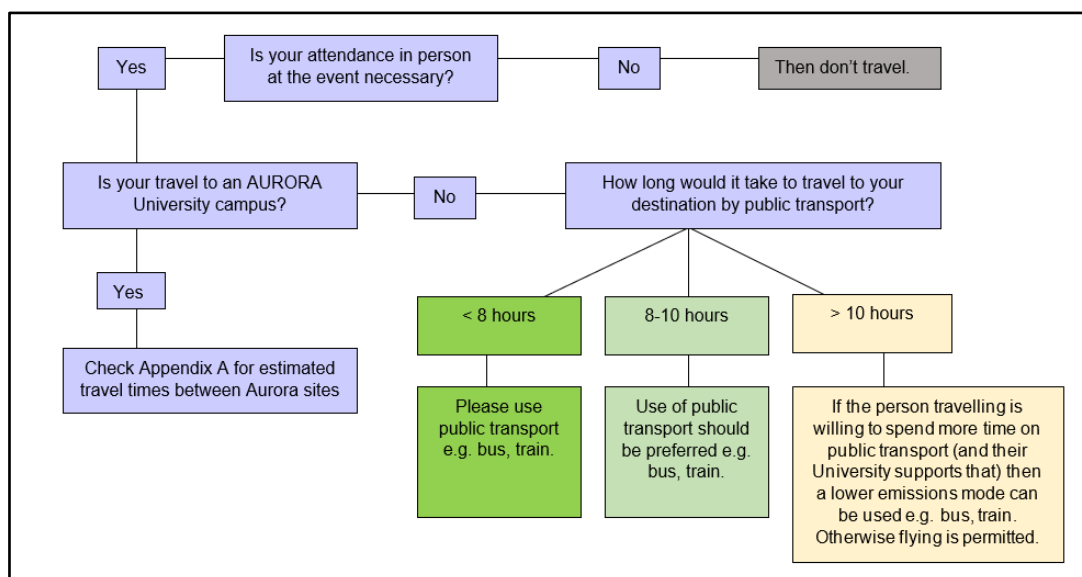 Yes
Is your attendance in person
at the event necessary?
No
Then don't travel.
Is your travel to an AURORA
University campus?
No
How long would it take to travel to your
destination by public transport?
Yes
< 8 hours
8-10 hours
> 10 hours
Check Appendix A for estimated
travel times between Aurora sites
Please use
public transport
e.g. bus, train.
Use of public
transport should
be preferred e.g.
bus, train.
If the person travelling is
willing to spend more time on
public transport (and their
University supports that) then
a lower emissions mode can
be used e.g. bus, train.
Otherwise flying is permitted.